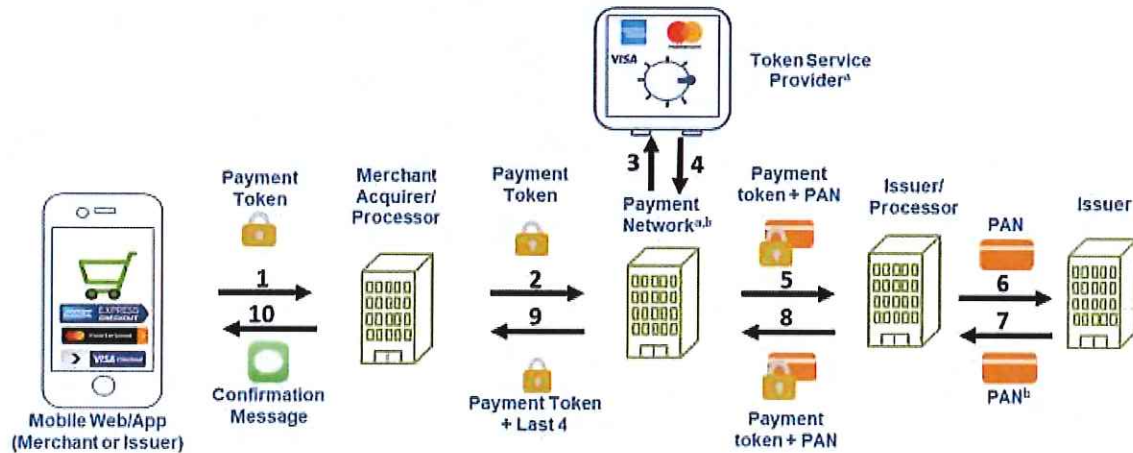 VISA
Token Service
Provider^a
3
4
Payment
Token
Merchant
Acquirer/
Processor
Payment
Token
Payment
Network^a,b
Payment
token + PAN
Issuer/
Processor
PAN
Issuer
1
2
5
6
10
9
8
7
EXPRESS
CHECKOUT
VISA
Confirmation
Message
Payment Token
+ Last 4
Payment
token + PAN
PAN^b
Mobile Web/App
(Merchant or Issuer)